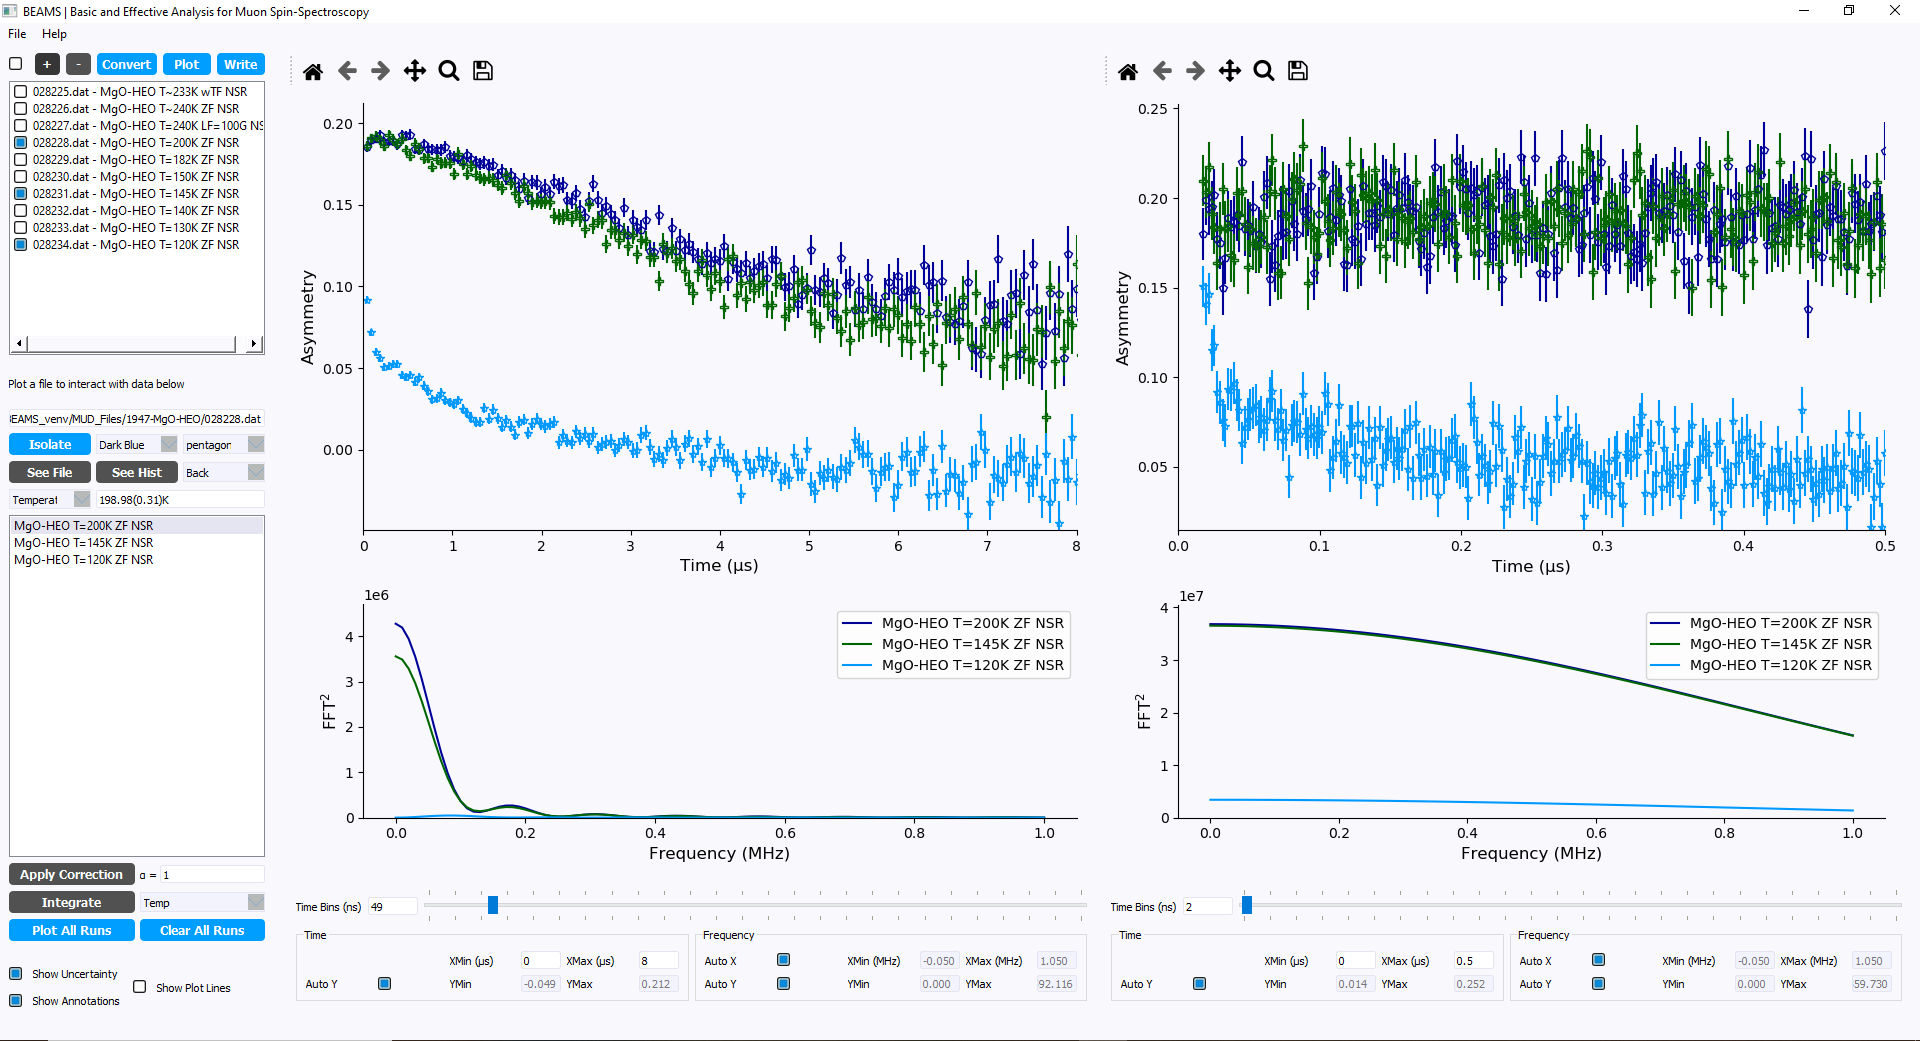 BEAMS | Basic and Effective Analysis for Muon Spin-Spectroscopy
File Help
+ - Convert Plot Write
028225.dat - MgO-HEO T~233K wTF NSR
028226.dat - MgO-HEO T~240K ZF NSR
028227.dat - MgO-HEO T=240K LF=100G NS
028228.dat - MgO-HEO T=200K ZF NSR
028229.dat - MgO-HEO T=182K ZF NSR
028230.dat - MgO-HEO T=150K ZF NSR
028231.dat - MgO-HEO T=145K ZF NSR
028232.dat - MgO-HEO T=140K ZF NSR
028233.dat - MgO-HEO T=130K ZF NSR
028234.dat - MgO-HEO T=120K ZF NSR
Plot a file to interact with data below
BEAMS_venv/MUD_Files/1947-MgO-HEO/028228.dat
Isolate Dark Blue pentagon
See File See Hist Back
Temperat 198.98(0.31)K
MgO-HEO T=200K ZF NSR
MgO-HEO T=145K ZF NSR
MgO-HEO T=120K ZF NSR
Apply Correction α = 1
Integrate Temp
Plot All Runs Clear All Runs
Show Uncertainty
Show Plot Lines
Show Annotations
Asymmetry
0.20
0.15
0.10
0.05
0.00
0 1 2 3 4 5 6 7 8
Time (µs)
1e6
FFT²
4
3
2
1
0
MgO-HEO T=200K ZF NSR
MgO-HEO T=145K ZF NSR
MgO-HEO T=120K ZF NSR
0.0 0.2 0.4 0.6 0.8 1.0
Frequency (MHz)
Time Bins (ns) 49
Time
XMin (µs) 0 XMax (µs) 8
Auto Y YMin -0.049 YMax 0.212
Frequency
Auto X XMin (MHz) -0.050 XMax (MHz) 1.050
Auto Y YMin 0.000 YMax 92.116
Asymmetry
0.25
0.20
0.15
0.10
0.05
0.0 0.1 0.2 0.3 0.4 0.5
Time (µs)
1e7
FFT²
4
3
2
1
0
MgO-HEO T=200K ZF NSR
MgO-HEO T=145K ZF NSR
MgO-HEO T=120K ZF NSR
0.0 0.2 0.4 0.6 0.8 1.0
Frequency (MHz)
Time Bins (ns) 2
Time
XMin (µs) 0 XMax (µs) 0.5
Auto Y YMin 0.014 YMax 0.252
Frequency
Auto X XMin (MHz) -0.050 XMax (MHz) 1.050
Auto Y YMin 0.000 YMax 59.730